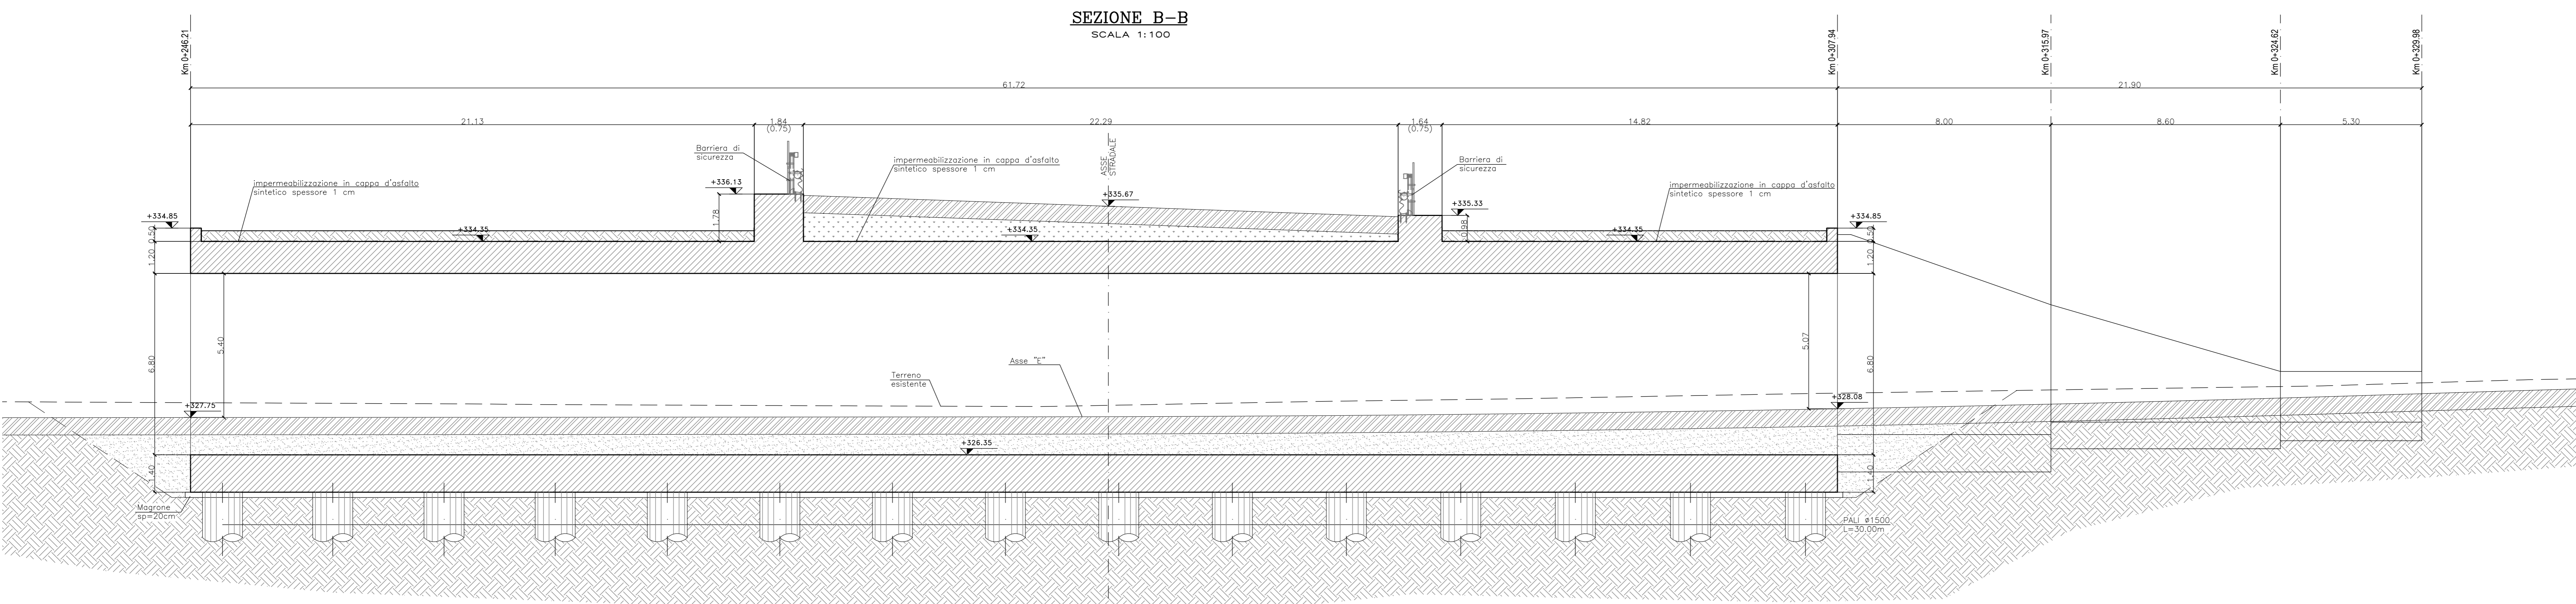 SEZIONE B-B
SCALA 1:100
Km 0+246.21
Km 0+307.94
Km 0+315.97
Km 0+324.62
Km 0+329.98
61.72
21.90
21.13
1.84
(0.75)
22.29
1.64
(0.75)
14.82
8.00
8.60
5.30
ASSE
STRADALE
Barriera di
sicurezza
impermeabilizzazione in cappa d'asfalto
sintetico spessore 1 cm
Barriera di
sicurezza
impermeabilizzazione in cappa d'asfalto
sintetico spessore 1 cm
+336.13
impermeabilizzazione in cappa d'asfalto
sintetico spessore 1 cm
+335.67
+335.33
+334.85
+334.85
1.78
0.98
0.50
0.50
+334.35
+334.35
+334.35
1.20
1.20
5.40
5.07
6.80
6.80
Asse "E"
Terreno
esistente
+327.75
+328.08
+326.35
1.40
1.40
Magrone
sp=20cm
PALI ø1500
L=30.00m